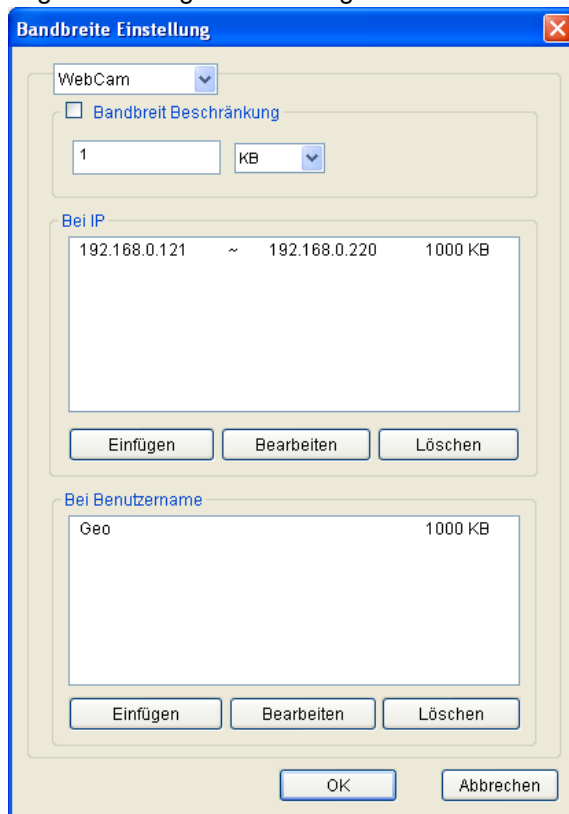 Bandbreite Einstellung
WebCam
Bandbreit Beschränkung
1 KB
Bei IP
192.168.0.121 ~ 192.168.0.220 1000 KB
Einfügen Bearbeiten Löschen
Bei Benutzername
Geo 1000 KB
Einfügen Bearbeiten Löschen
OK Abbrechen